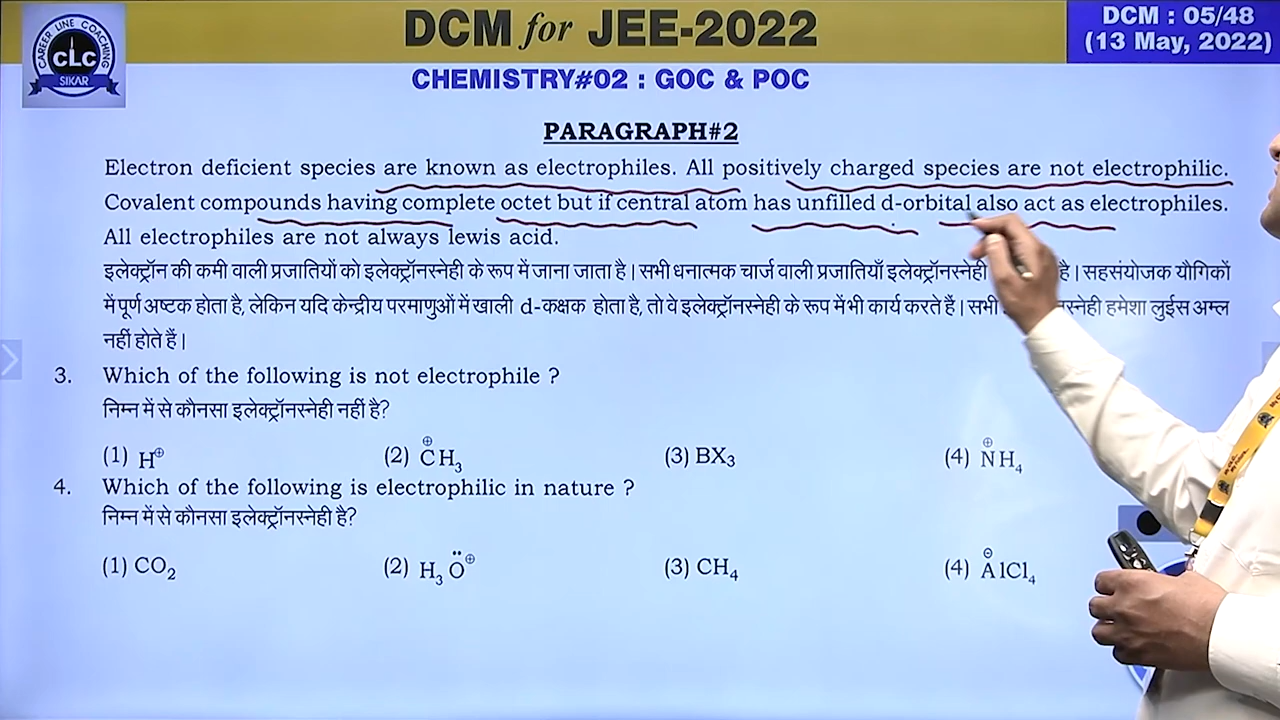 DCM for JEE-2022
DCM : 05/48
(13 May, 2022)
CAREER LINE COACHING
CLC
SIKAR
CHEMISTRY#02 : GOC & POC
PARAGRAPH#2
Electron deficient species are known as electrophiles. All positively charged species are not electrophilic.
Covalent compounds having complete octet but if central atom has unfilled d-orbital also act as electrophiles.
All electrophiles are not always lewis acid.
इलेक्ट्रॉन की कमी वाली प्रजातियों को इलेक्ट्रॉनस्नेही के रूप में जाना जाता है। सभी धनात्मक चार्ज वाली प्रजातियाँ इलेक्ट्रॉनस्नेही है। सहसंयोजक यौगिकों
में पूर्ण अष्टक होता है, लेकिन यदि केन्द्रीय परमाणुओं में खाली d-कक्षक होता है, तो वे इलेक्ट्रॉनस्नेही के रूप में भी कार्य करते हैं। सभी नस्नेही हमेशा लुईस अम्ल
नहीं होते हैं।
3. Which of the following is not electrophile ?
निम्न में से कौनसा इलेक्ट्रॉनस्नेही नहीं है?
(1) H⊕ (2) C⊕H₃ (3) BX₃ (4) N⊕H₄
4. Which of the following is electrophilic in nature ?
निम्न में से कौनसा इलेक्ट्रॉनस्नेही है?
(1) CO₂ (2) H₃Ö⊕ (3) CH₄ (4) A⊖lCl₄